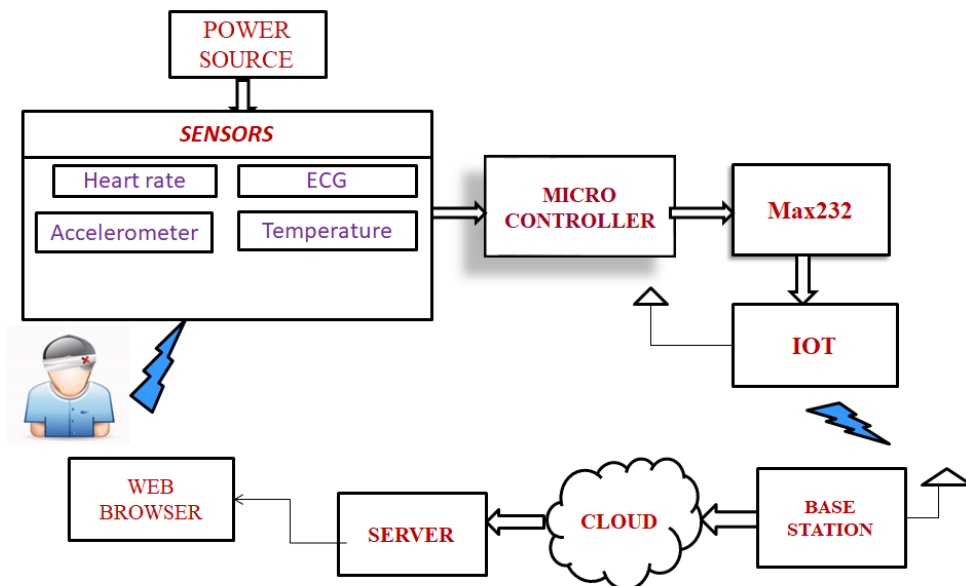 POWER
SOURCE
SENSORS
Heart rate
ECG
Accelerometer
Temperature
MICRO
CONTROLLER
Max232
IOT
WEB
BROWSER
SERVER
CLOUD
BASE
STATION